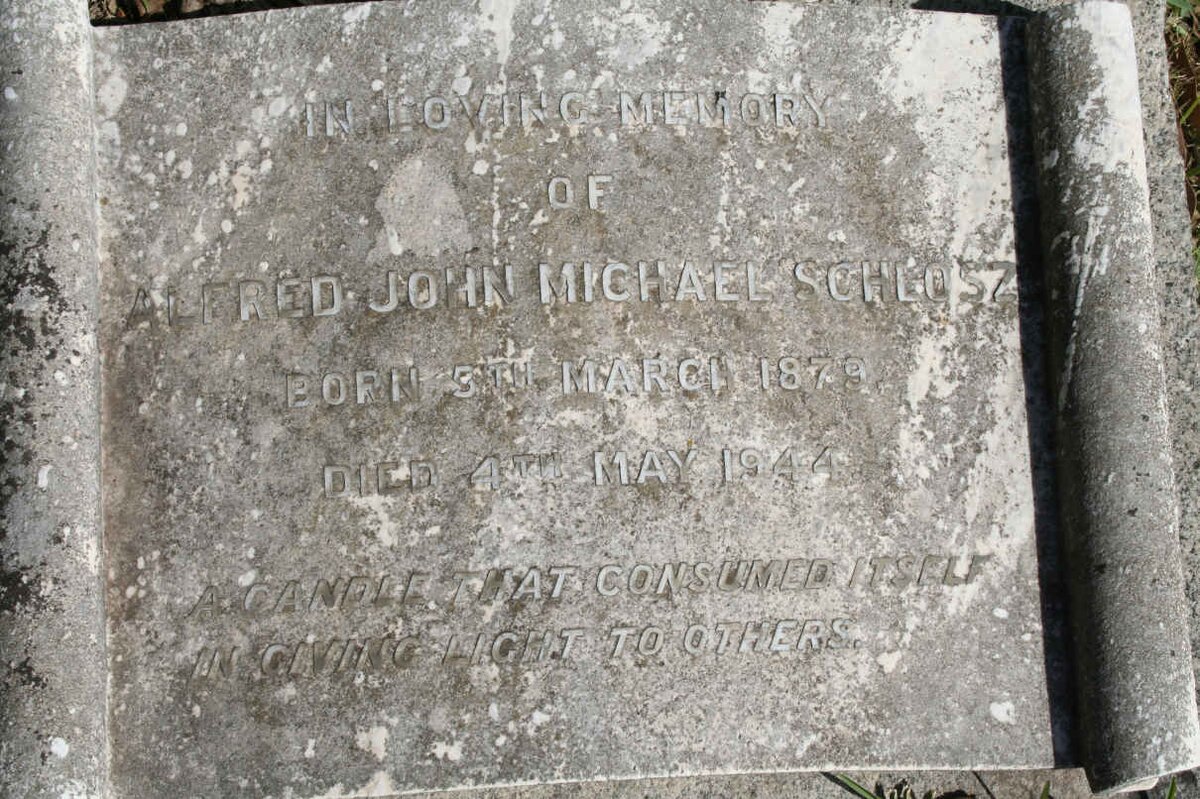 IN LOVING MEMORY
OF
ALFRED JOHN MICHAEL SCHLOSZ
BORN 5TH MARCH 1879
DIED 4TH MAY 1944
A CANDLE THAT CONSUMED ITSELF
IN GIVING LIGHT TO OTHERS.